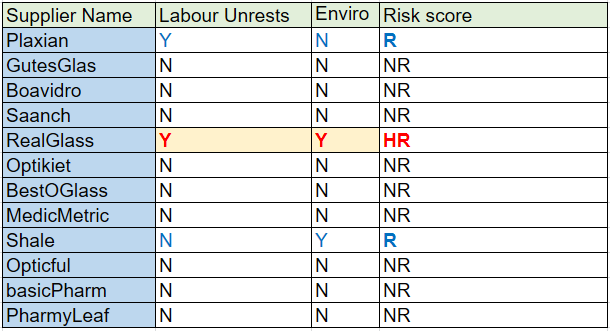 Supplier Name Labour Unrests Enviro Risk score
Plaxian Y N R
GutesGlas N N NR
Boavidro N N NR
Saanch N N NR
RealGlass Y Y HR
Optikiet N N NR
BestOGlass N N NR
MedicMetric N N NR
Shale N Y R
Opticful N N NR
basicPharm N N NR
PharmyLeaf N N NR